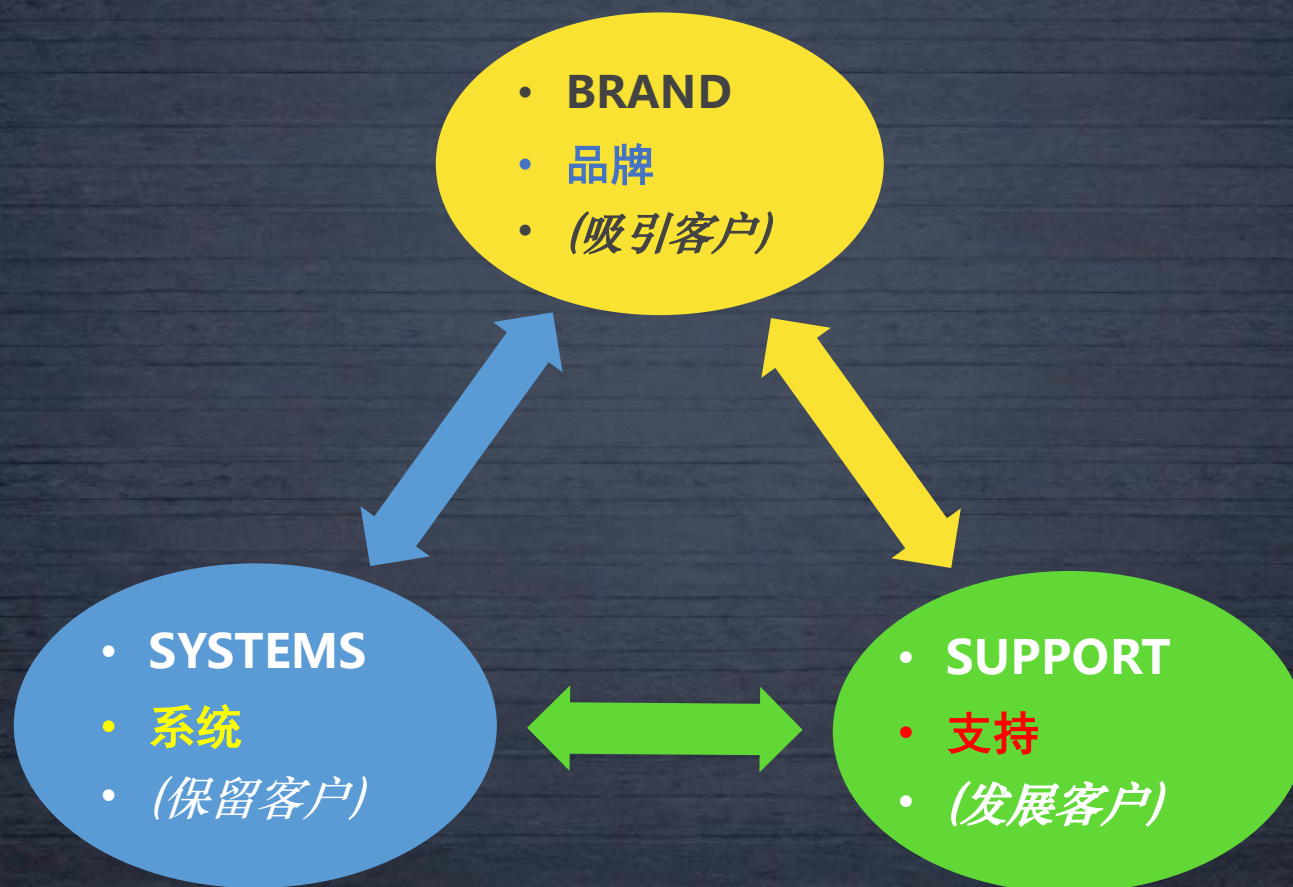 • BRAND
• 品牌
• (吸引客户)
• SYSTEMS
• 系统
• (保留客户)
• SUPPORT
• 支持
• (发展客户)